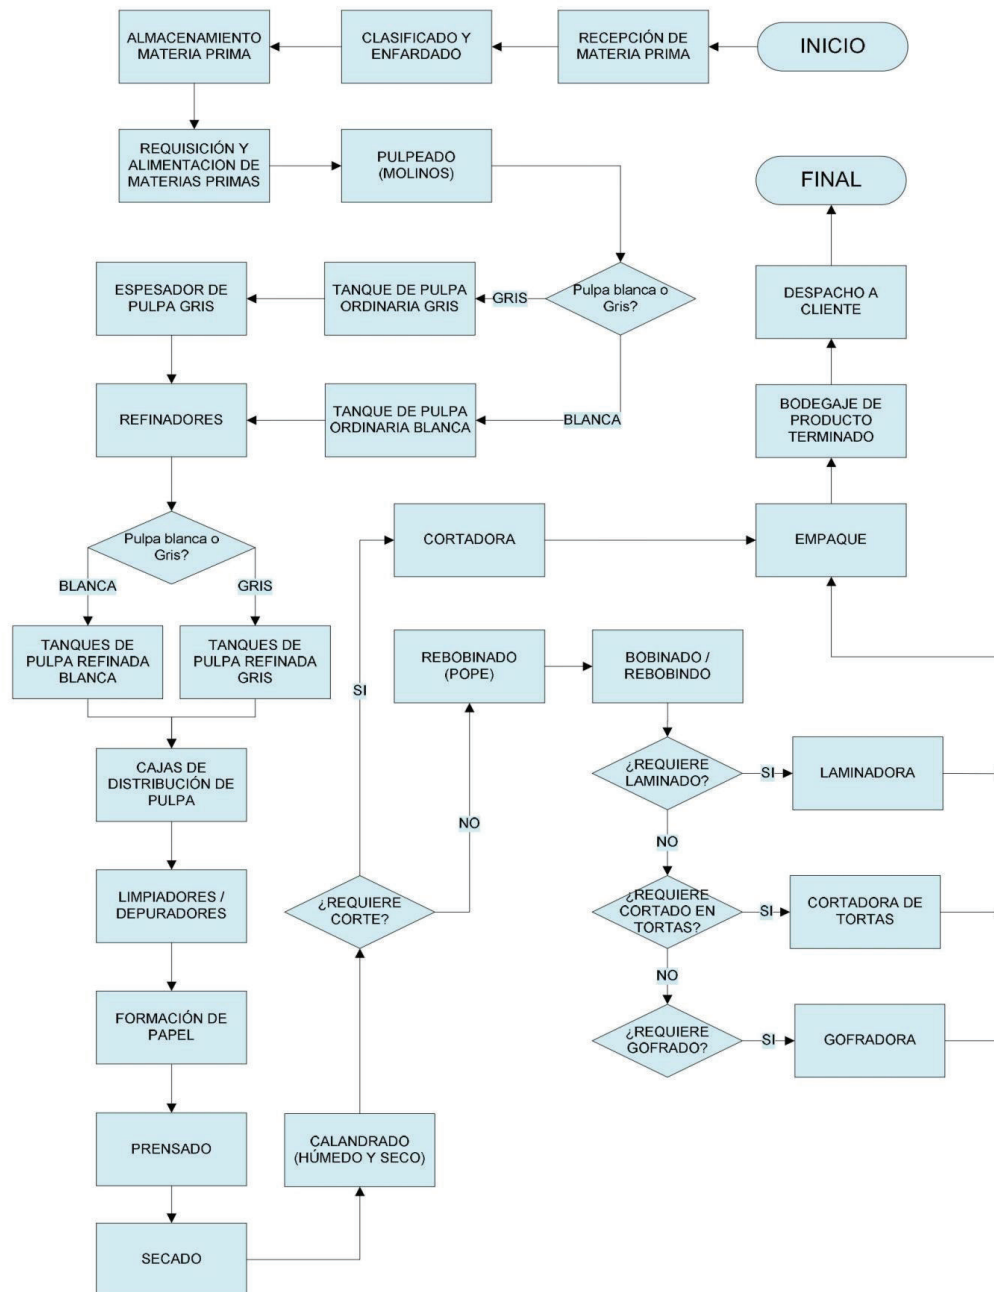 INICIO
RECEPCIÓN DE
MATERIA PRIMA
CLASIFICADO Y
ENFARDADO
ALMACENAMIENTO
MATERIA PRIMA
REQUISICIÓN Y
ALIMENTACION DE
MATERIAS PRIMAS
PULPEADO
(MOLINOS)
Pulpa blanca o
Gris?
GRIS
TANQUE DE PULPA
ORDINARIA GRIS
ESPESADOR DE
PULPA GRIS
BLANCA
TANQUE DE PULPA
ORDINARIA BLANCA
REFINADORES
Pulpa blanca o
Gris?
BLANCA
GRIS
TANQUES DE
PULPA REFINADA
BLANCA
TANQUES DE
PULPA REFINADA
GRIS
CAJAS DE
DISTRIBUCIÓN DE
PULPA
LIMPIADORES /
DEPURADORES
FORMACIÓN DE
PAPEL
PRENSADO
SECADO
CALANDRADO
(HÚMEDO Y SECO)
¿REQUIERE
CORTE?
SI
CORTADORA
NO
REBOBINADO
(POPE)
BOBINADO /
REBOBINDO
¿REQUIERE
LAMINADO?
SI
LAMINADORA
NO
¿REQUIERE
CORTADO EN
TORTAS?
SI
CORTADORA DE
TORTAS
NO
¿REQUIERE
GOFRADO?
SI
GOFRADORA
EMPAQUE
BODEGAJE DE
PRODUCTO
TERMINADO
DESPACHO A
CLIENTE
FINAL